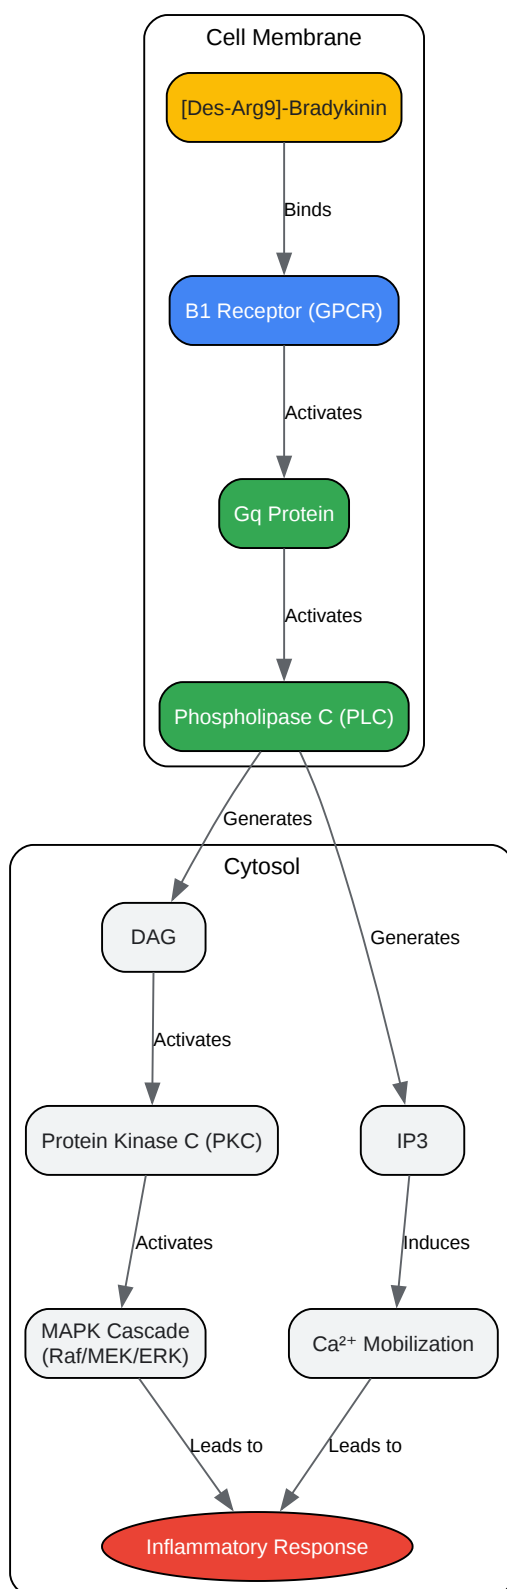 Cell Membrane
[Des-Arg9]-Bradykinin
Binds
B1 Receptor (GPCR)
Activates
Gq Protein
Activates
Phospholipase C (PLC)
Generates
Cytosol
DAG
Generates
Activates
Protein Kinase C (PKC)
IP3
Activates
Induces
MAPK Cascade
(Raf/MEK/ERK)
Ca²⁺ Mobilization
Leads to
Leads to
Inflammatory Response